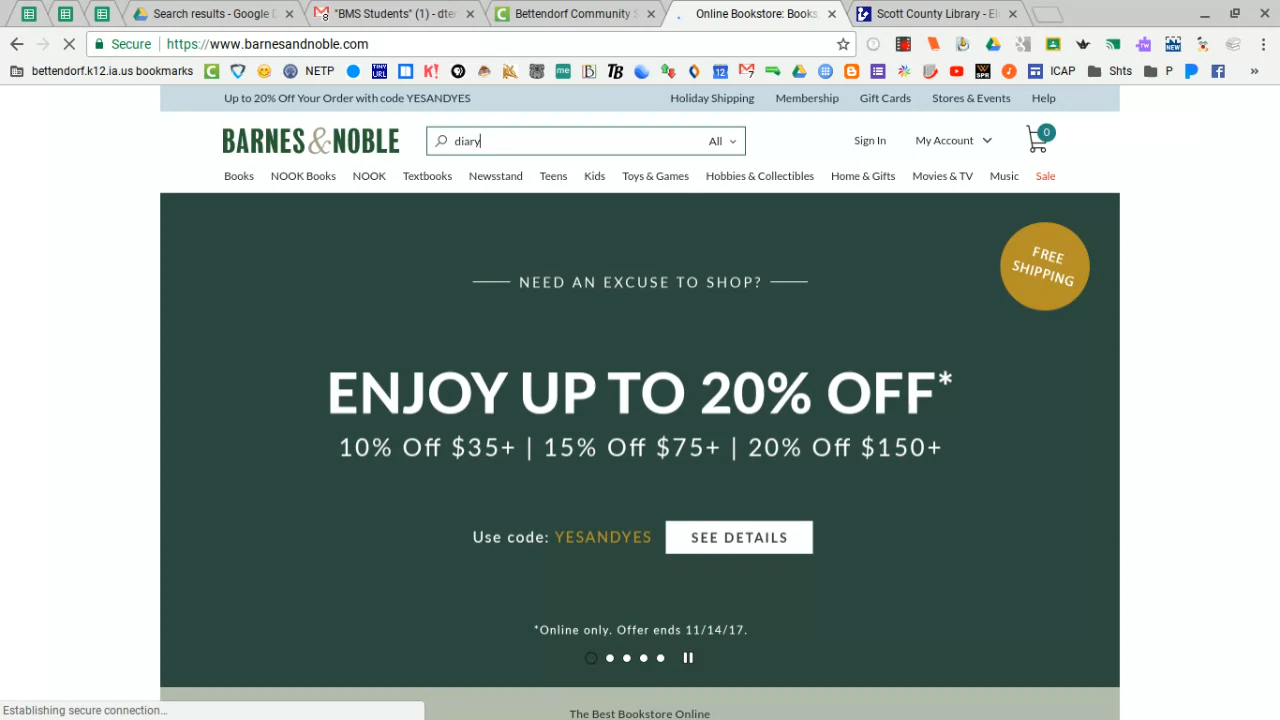 Search results - Google D
"BMS Students" (1) - dter
Bettendorf Community S
Online Bookstore: Books
Scott County Library - El
Secure
https://www.barnesandnoble.com
bettendorf.k12.ia.us bookmarks
NETP
ICAP
Shts
P
Up to 20% Off Your Order with code YESANDYES
Holiday Shipping Membership Gift Cards Stores & Events Help
BARNES & NOBLE
diary
All
Sign In
My Account
0
Books NOOK Books NOOK Textbooks Newsstand Teens Kids Toys & Games Hobbies & Collectibles Home & Gifts Movies & TV Music Sale
FREE
SHIPPING
NEED AN EXCUSE TO SHOP?
ENJOY UP TO 20% OFF*
10% Off $35+ | 15% Off $75+ | 20% Off $150+
Use code: YESANDYES
SEE DETAILS
*Online only. Offer ends 11/14/17.
Establishing secure connection...
The Best Bookstore Online